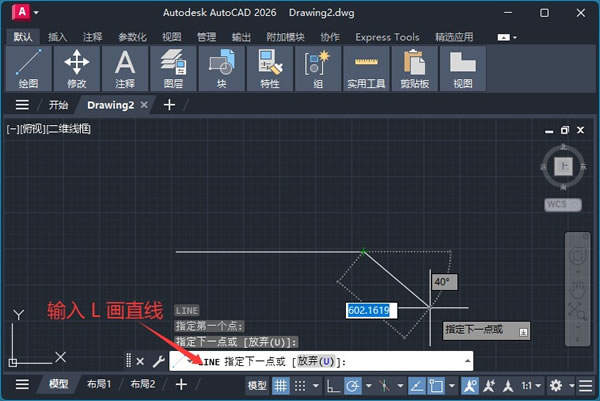 A CAD
Autodesk AutoCAD 2026 Drawing2.dwg
默认 插入 注释 参数化 视图 管理 输出 附加模块 协作 Express Tools 精选应用
绘图 修改 注释 图层 块 特性 组 实用工具 剪贴板 视图
开始 Drawing2
[−][俯视][二维线框]
北
上
南
WCS
40°
602.1619
指定下一点或
输入 L 画直线
LINE
指定第一个点:
指定下一点或 [放弃(U)]:
LINE 指定下一点或 [放弃(U)]:
Y
X
模型 布局1 布局2 模型 1:1